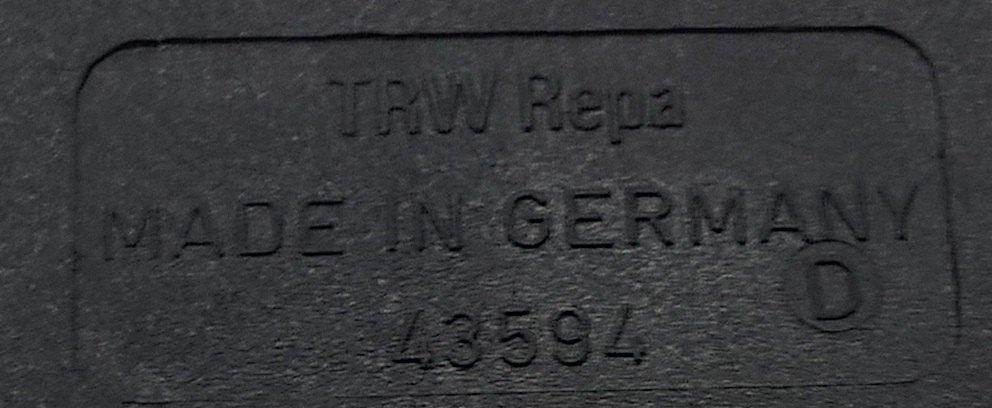 TRW Repa
MADE IN GERMANY
D
43594